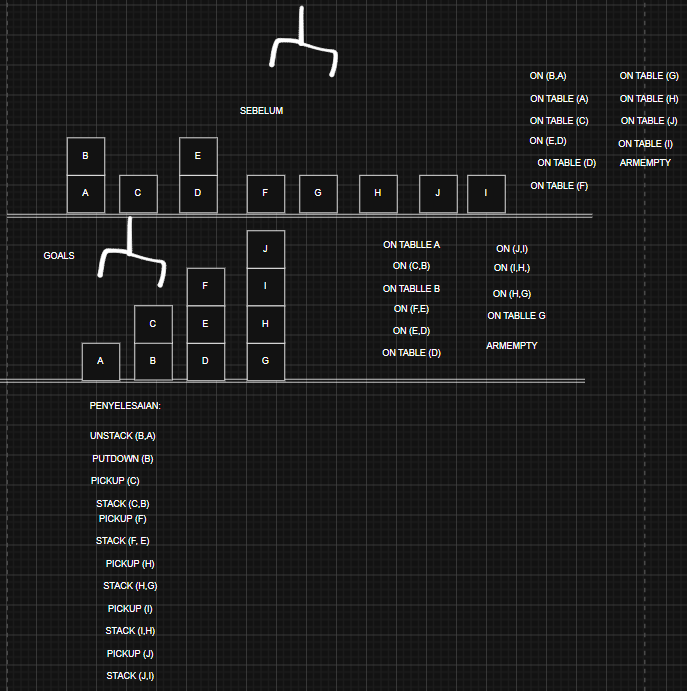 SEBELUM
ON (B,A)
ON TABLE (A)
ON TABLE (C)
ON (E,D)
ON TABLE (D)
ON TABLE (F)
ON TABLE (G)
ON TABLE (H)
ON TABLE (J)
ON TABLE (I)
ARMEMPTY
B
E
A
C
D
F
G
H
J
I
GOALS
J
F
I
C
E
H
A
B
D
G
ON TABLLE A
ON (C,B)
ON TABLLE B
ON (F,E)
ON (E,D)
ON TABLE (D)
ON (J,I)
ON (I,H,)
ON (H,G)
ON TABLLE G
ARMEMPTY
PENYELESAIAN:
UNSTACK (B,A)
PUTDOWN (B)
PICKUP (C)
STACK (C,B)
PICKUP (F)
STACK (F, E)
PICKUP (H)
STACK (H,G)
PICKUP (I)
STACK (I,H)
PICKUP (J)
STACK (J,I)